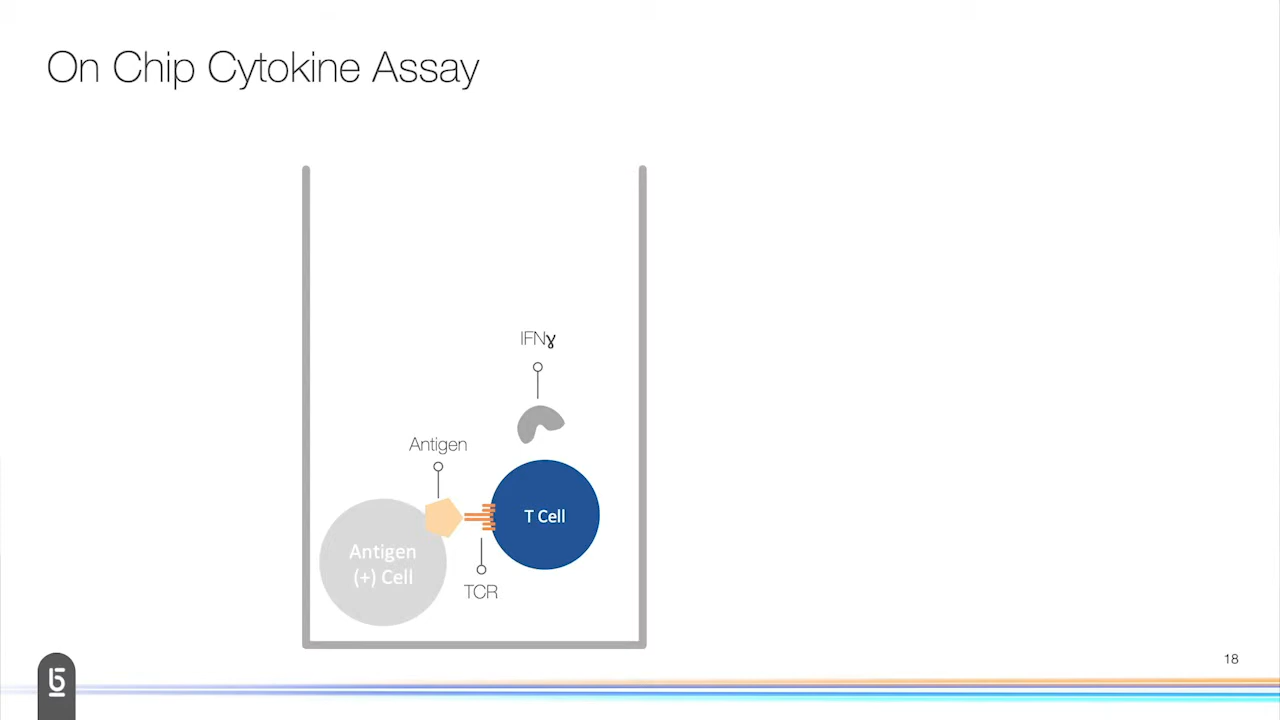 On Chip Cytokine Assay
IFNɣ
Antigen
T Cell
Antigen
(+) Cell
TCR
18